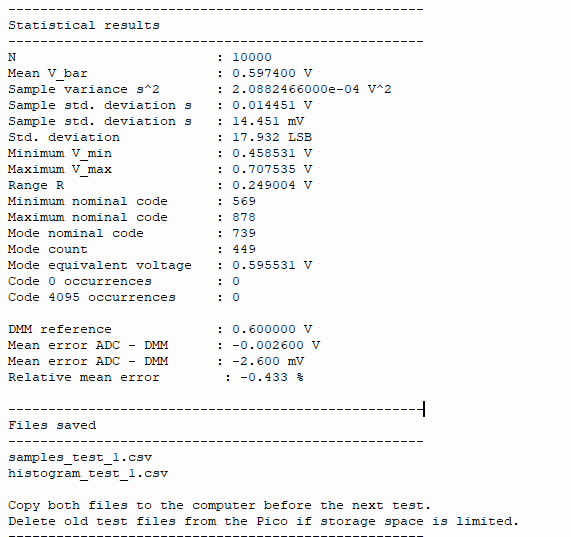 ----------------------------------------------------
Statistical results
----------------------------------------------------
N                         : 10000
Mean V_bar                : 0.597400 V
Sample variance s^2       : 2.0882466000e-04 V^2
Sample std. deviation s   : 0.014451 V
Sample std. deviation s   : 14.451 mV
Std. deviation            : 17.932 LSB
Minimum V_min             : 0.458531 V
Maximum V_max             : 0.707535 V
Range R                   : 0.249004 V
Minimum nominal code      : 569
Maximum nominal code      : 878
Mode nominal code         : 739
Mode count                : 449
Mode equivalent voltage   : 0.595531 V
Code 0 occurrences        : 0
Code 4095 occurrences     : 0

DMM reference             : 0.600000 V
Mean error ADC - DMM      : -0.002600 V
Mean error ADC - DMM      : -2.600 mV
Relative mean error        : -0.433 %

----------------------------------------------------
Files saved
----------------------------------------------------
samples_test_1.csv
histogram_test_1.csv

Copy both files to the computer before the next test.
Delete old test files from the Pico if storage space is limited.
----------------------------------------------------